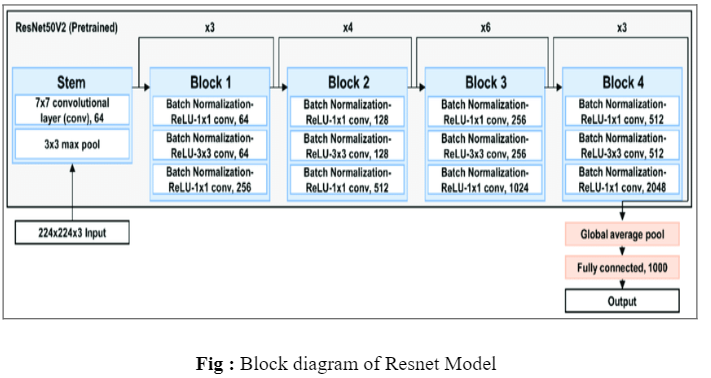 ResNet50V2 (Pretrained)
x3
x4
x6
x3
Stem
7x7 convolutional
layer (conv), 64
3x3 max pool
Block 1
Batch Normalization-
ReLU-1x1 conv, 64
Batch Normalization-
ReLU-3x3 conv, 64
Batch Normalization-
ReLU-1x1 conv, 256
Block 2
Batch Normalization-
ReLU-1x1 conv, 128
Batch Normalization-
ReLU-3x3 conv, 128
Batch Normalization-
ReLU-1x1 conv, 512
Block 3
Batch Normalization-
ReLU-1x1 conv, 256
Batch Normalization-
ReLU-3x3 conv, 256
Batch Normalization-
ReLU-1x1 conv, 1024
Block 4
Batch Normalization-
ReLU-1x1 conv, 512
Batch Normalization-
ReLU-3x3 conv, 512
Batch Normalization-
ReLU-1x1 conv, 2048
224x224x3 Input
Global average pool
Fully connected, 1000
Output
Fig : Block diagram of Resnet Model